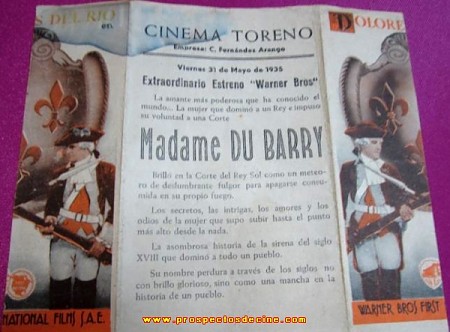 S DEL RIO
EN
DOLORE
CINEMA TORENO
Empresa: C. Fernández Arango
Viernes 31 de Mayo de 1935
Extraordinario Estreno "Warner Bros"
La amante más poderosa que ha conocido el
mundo... La mujer que dominó a un Rey e impuso
su voluntad a una Corte
Madame DU BARRY
Brilló en la Corte del Rey Sol como un meteo-
ro de deslumbrante fulgor para apagarse consu-
mida en su propio fuego.
Los secretos, las intrigas, los amores y los
odios de la mujer que supo subir hasta el punto
más alto desde la nada.
La asombrosa historia de la sirena del siglo
XVIII que dominó a todo un pueblo.
Su nombre perdura a través de los siglos no
con brillo glorioso, sino como una mancha en la
historia de un pueblo.
NATIONAL FILMS S.A.E.
WARNER BROS FIRST
www.prospectosdecine.com